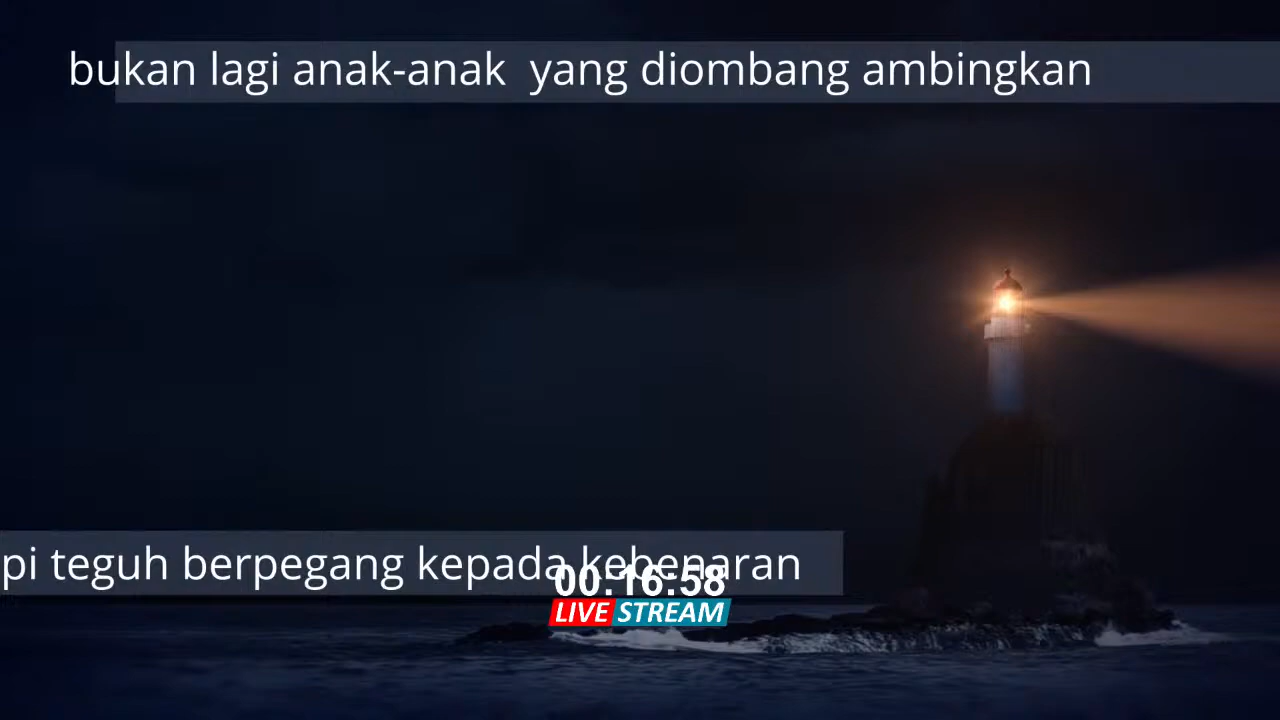 bukan lagi anak-anak yang diombang ambingkan
pi teguh berpegang kepada kebenaran
00:16:58
LIVE STREAM